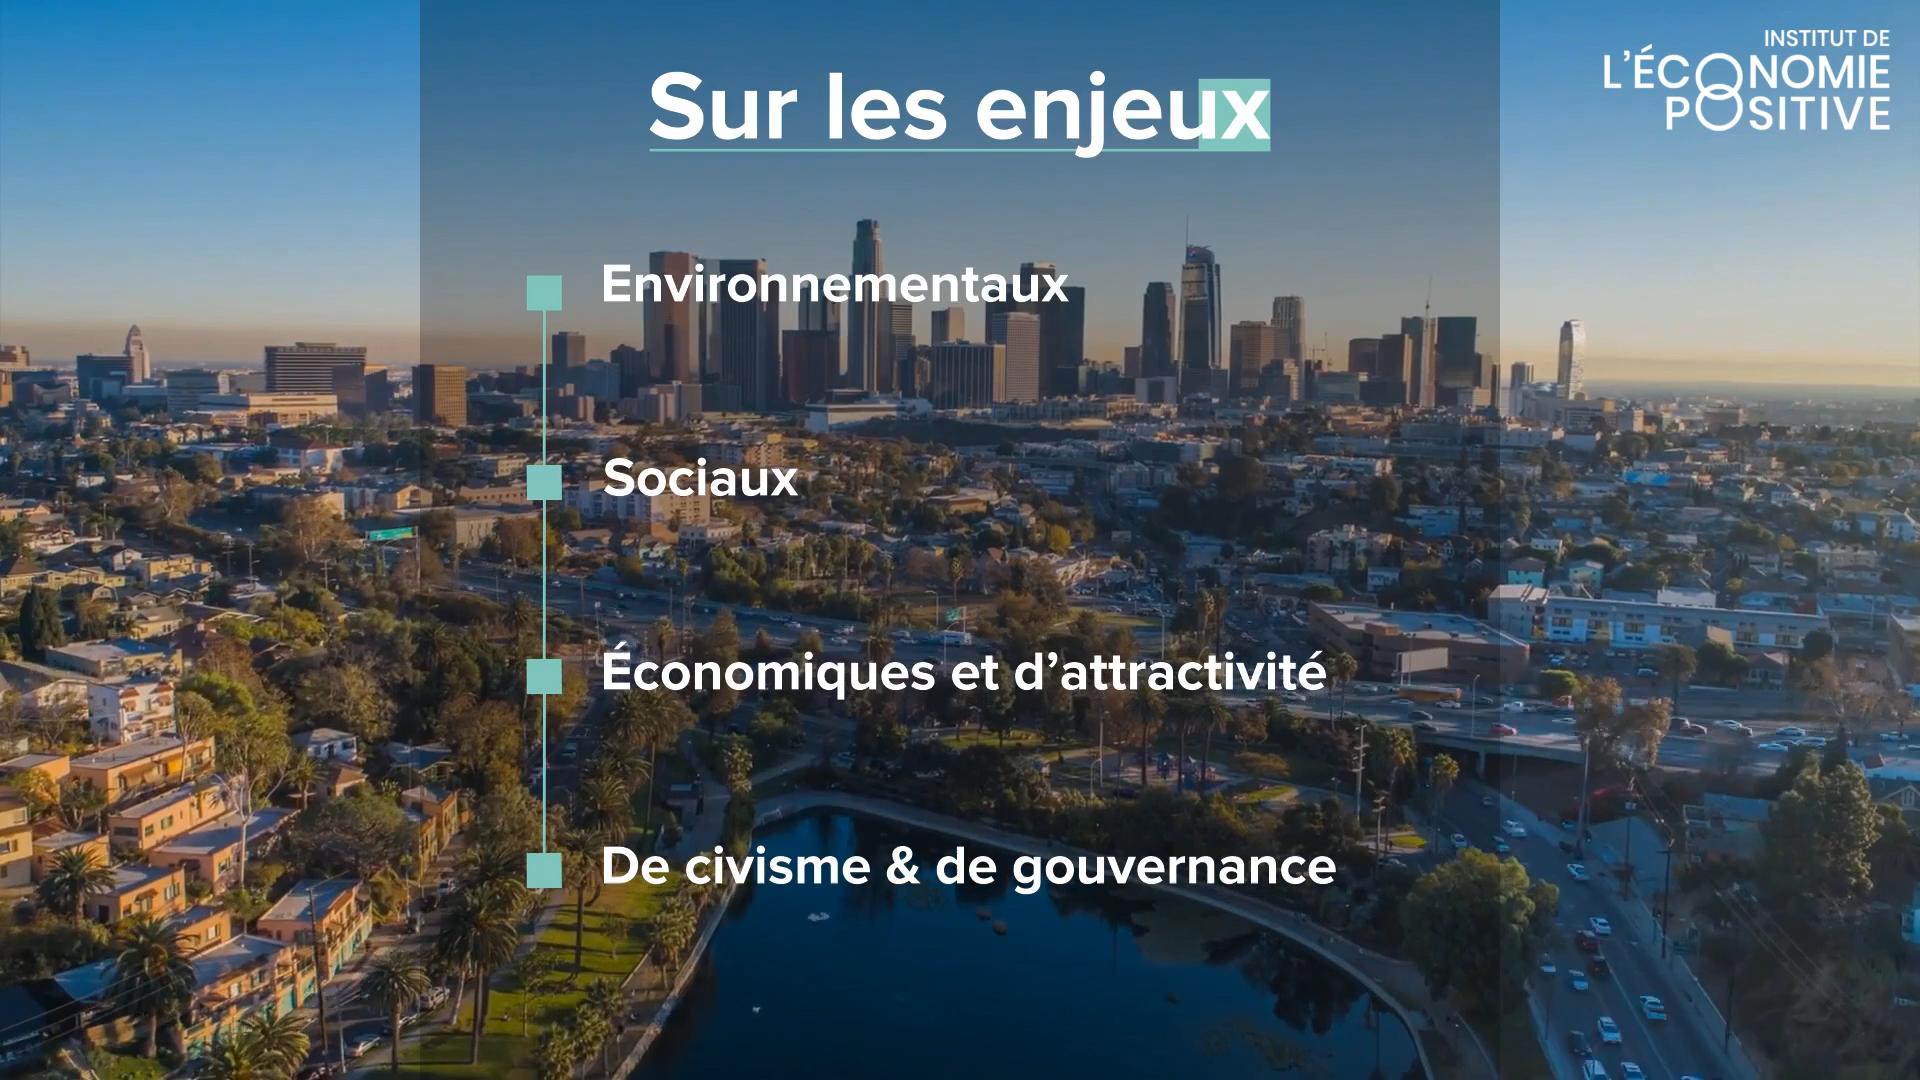 Sur les enjeux
INSTITUT DE
L'ÉCONOMIE
POSITIVE
Environnementaux
Sociaux
Économiques et d’attractivité
De civisme & de gouvernance